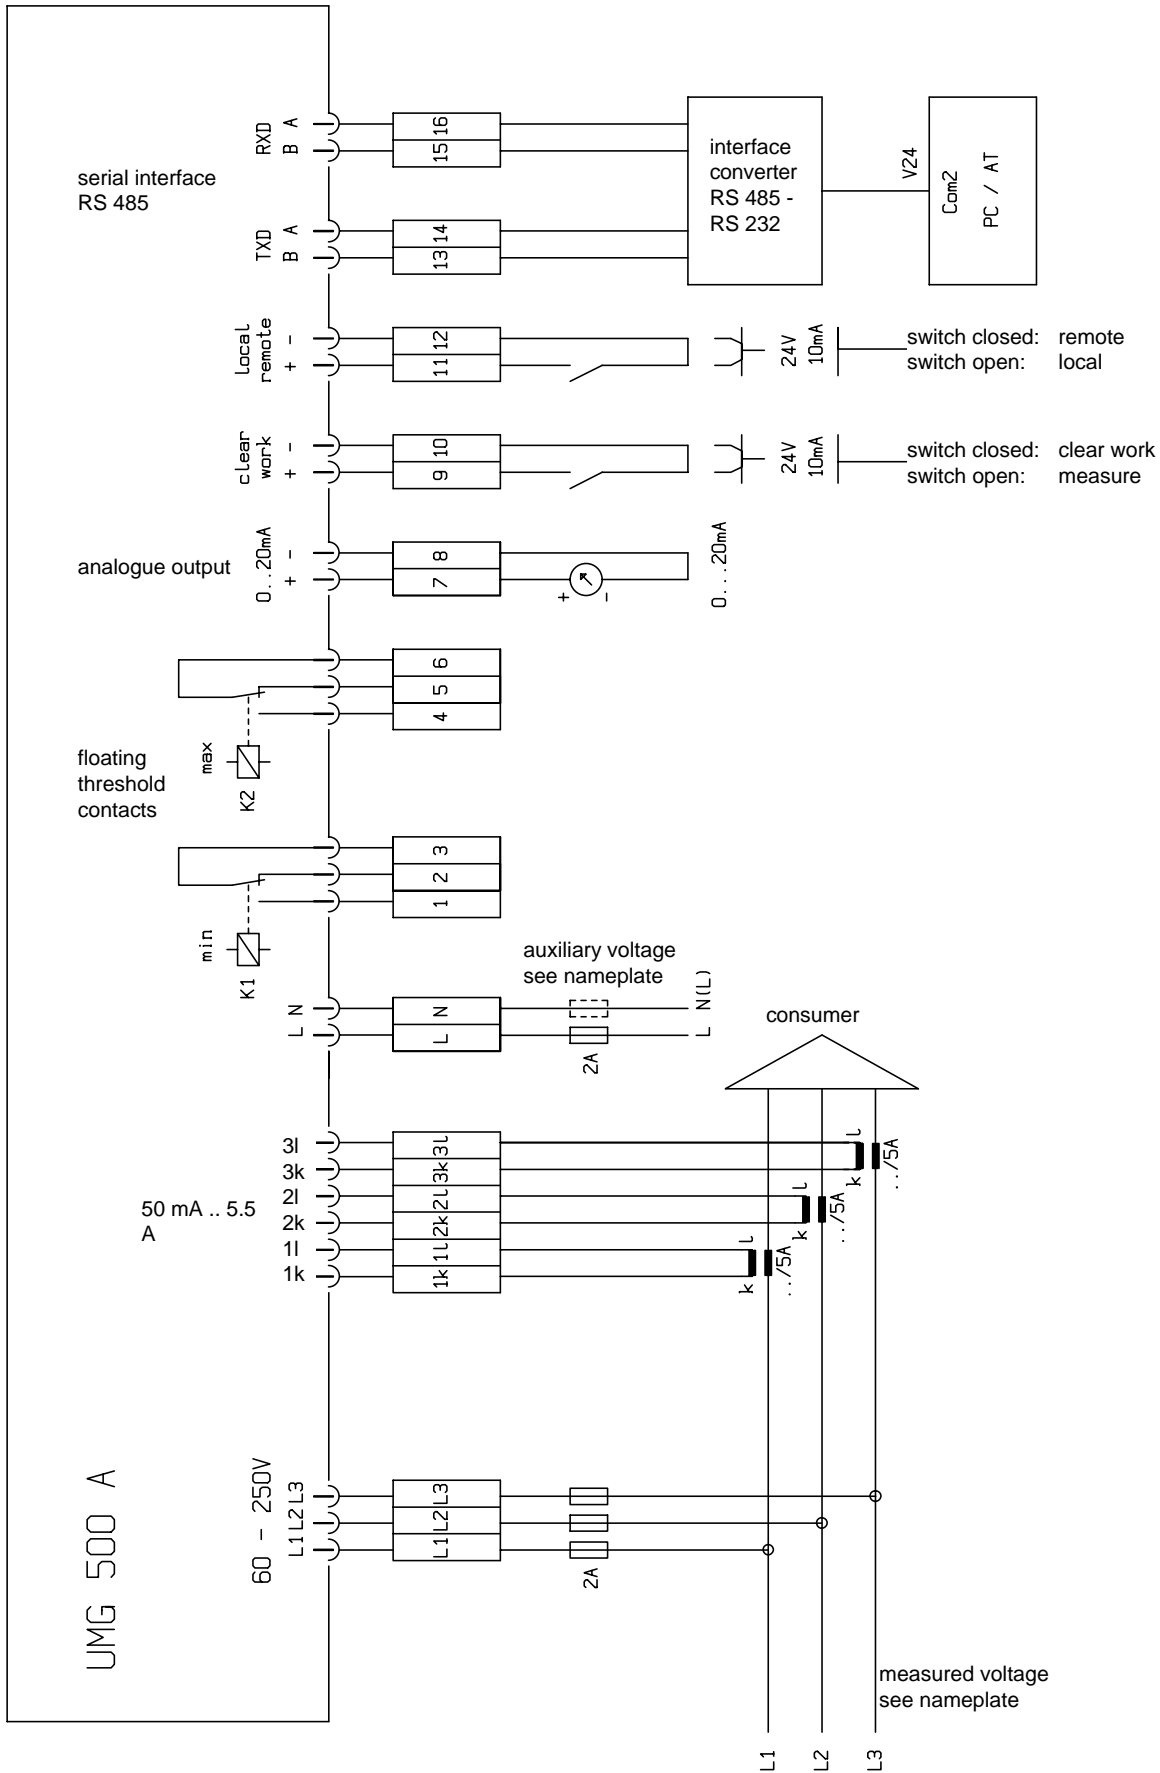 serial interface
RS 485
RXD
A
B
16
15
interface
converter
RS 485 -
RS 232
V24
Com2
PC / AT
TXD
A
B
14
13
local
remote
-
+
12
11
24V
10mA
switch closed: remote
switch open: local
clear
work
-
+
10
9
24V
10mA
switch closed: clear work
switch open: measure
analogue output
0..20mA
-
+
8
7
+
-
0...20mA
6
5
4
floating
threshold
contacts
max
K2
3
2
1
min
K1
auxiliary voltage
see nameplate
N
L
N
L
N(L)
L
2A
consumer
3l
3k
2l
2k
1l
1k
50 mA .. 5.5
A
3l
3k
2l
2k
1l
1k
l
k
../5A
l
k
../5A
l
k
../5A
UMG 500 A
60 - 250V
L3
L2
L1
L3
L2
L1
2A
measured voltage
see nameplate
L1
L2
L3